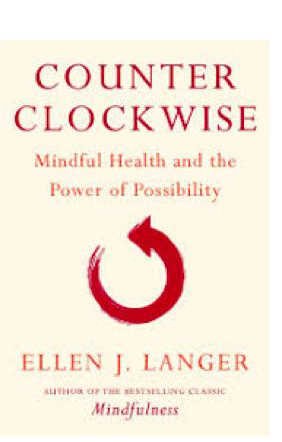 COUNTER
CLOCKWISE
Mindful Health and the
Power of Possibility
ELLEN J. LANGER
AUTHOR OF THE BESTSELLING CLASSIC
Mindfulness